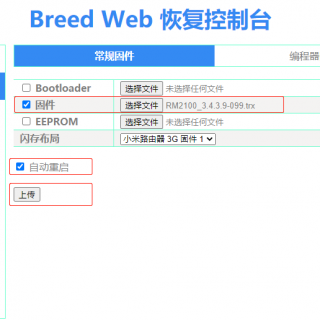 Breed Web 恢复控制台
常规固件 编程器
Bootloader 选择文件 未选择任何文件
固件 选择文件 RM2100_3.4.3.9-099.trx
EEPROM 选择文件 未选择任何文件
闪存布局 小米路由器 3G 固件 1
自动重启
上传